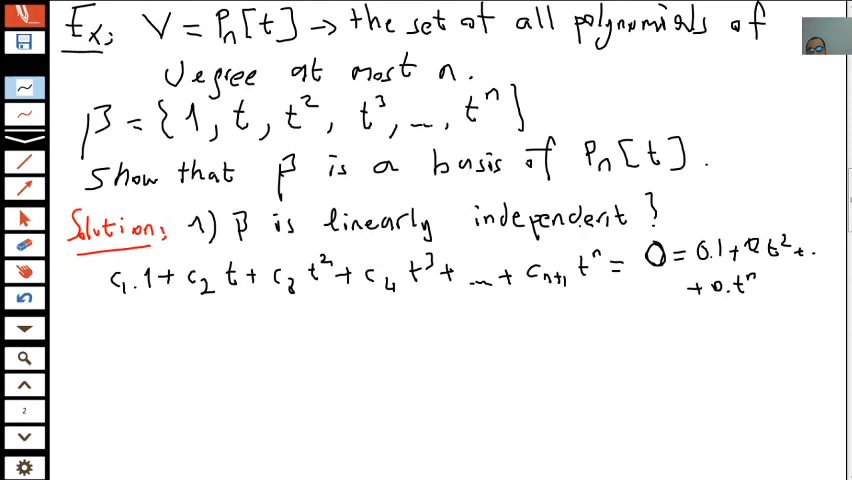 Ex: V = Pn[t] → the set of all polynomials of
degree at most n.
β = {1, t, t², t³, ..., tⁿ}
Show that β is a basis of Pn[t].
Solution: 1) β is linearly independent?
c₁.1 + c₂ t + c₃ t² + c₄ t³ + ... + cₙ₊₁ tⁿ = 0 = 0.1 + 0 t² + .
+ 0.tⁿ
2